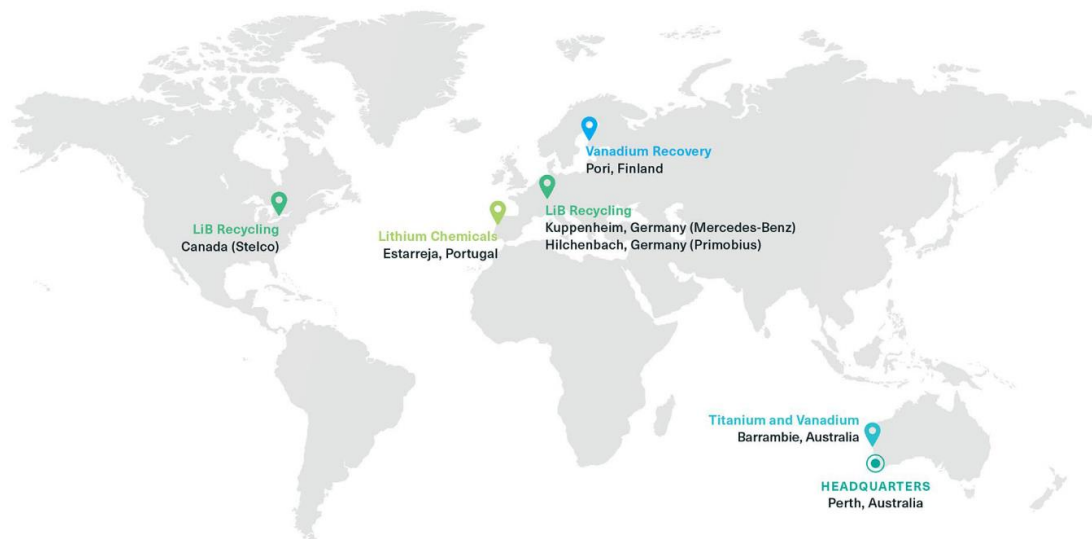 Vanadium Recovery
Pori, Finland
LiB Recycling
Canada (Stelco)
Lithium Chemicals
Estarreja, Portugal
LiB Recycling
Kuppenheim, Germany (Mercedes-Benz)
Hilchenbach, Germany (Primobius)
Titanium and Vanadium
Barrambie, Australia
HEADQUARTERS
Perth, Australia